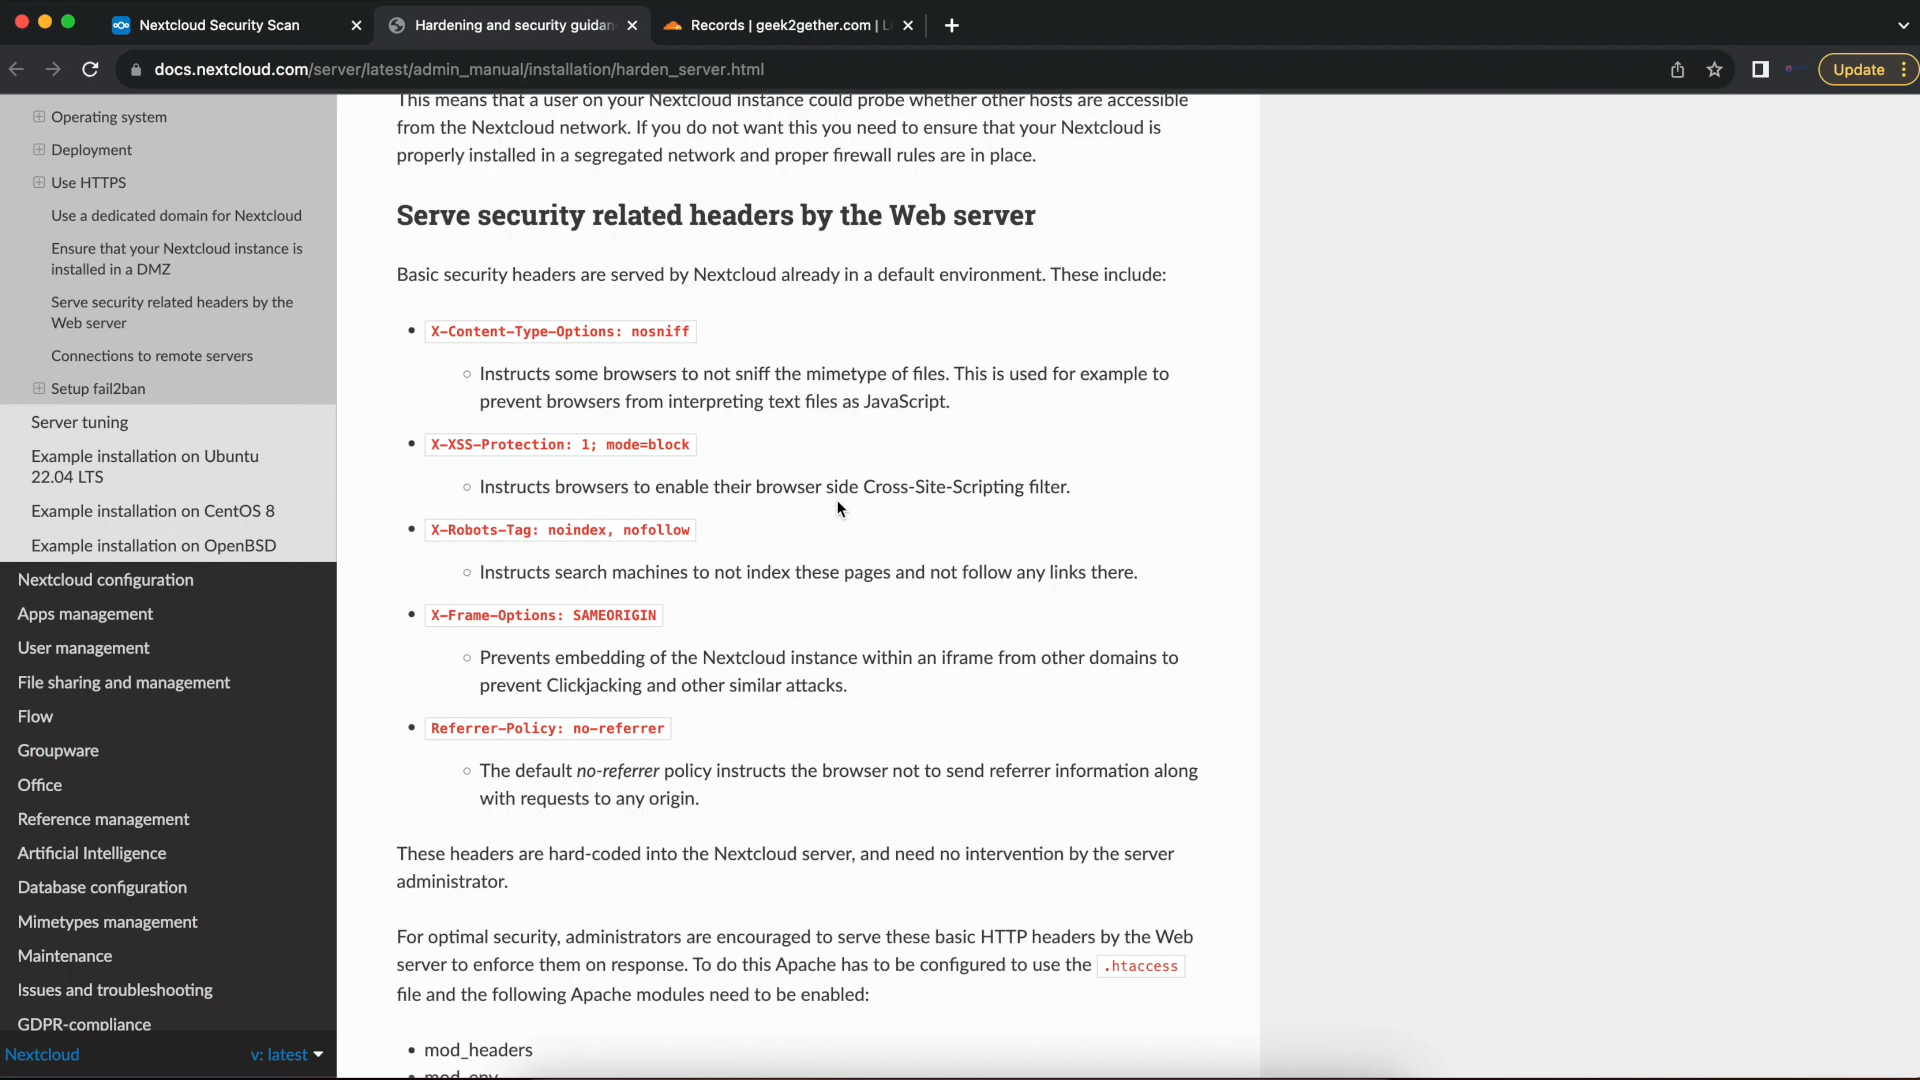 Nextcloud Security Scan
Hardening and security guidan
Records | geek2gether.com |
docs.nextcloud.com/server/latest/admin_manual/installation/harden_server.html
Update
Operating system
Deployment
Use HTTPS
Use a dedicated domain for Nextcloud
Ensure that your Nextcloud instance is
installed in a DMZ
Serve security related headers by the
Web server
Connections to remote servers
Setup fail2ban
Server tuning
Example installation on Ubuntu
22.04 LTS
Example installation on CentOS 8
Example installation on OpenBSD
Nextcloud configuration
Apps management
User management
File sharing and management
Flow
Groupware
Office
Reference management
Artificial Intelligence
Database configuration
Mimetypes management
Maintenance
Issues and troubleshooting
GDPR-compliance
Nextcloud
v: latest
This means that a user on your Nextcloud instance could probe whether other hosts are accessible
from the Nextcloud network. If you do not want this you need to ensure that your Nextcloud is
properly installed in a segregated network and proper firewall rules are in place.
Serve security related headers by the Web server
Basic security headers are served by Nextcloud already in a default environment. These include:
X-Content-Type-Options: nosniff
Instructs some browsers to not sniff the mimetype of files. This is used for example to
prevent browsers from interpreting text files as JavaScript.
X-XSS-Protection: 1; mode=block
Instructs browsers to enable their browser side Cross-Site-Scripting filter.
X-Robots-Tag: noindex, nofollow
Instructs search machines to not index these pages and not follow any links there.
X-Frame-Options: SAMEORIGIN
Prevents embedding of the Nextcloud instance within an iframe from other domains to
prevent Clickjacking and other similar attacks.
Referrer-Policy: no-referrer
The default no-referrer policy instructs the browser not to send referrer information along
with requests to any origin.
These headers are hard-coded into the Nextcloud server, and need no intervention by the server
administrator.
For optimal security, administrators are encouraged to serve these basic HTTP headers by the Web
server to enforce them on response. To do this Apache has to be configured to use the .htaccess
file and the following Apache modules need to be enabled:
mod_headers
mod_env